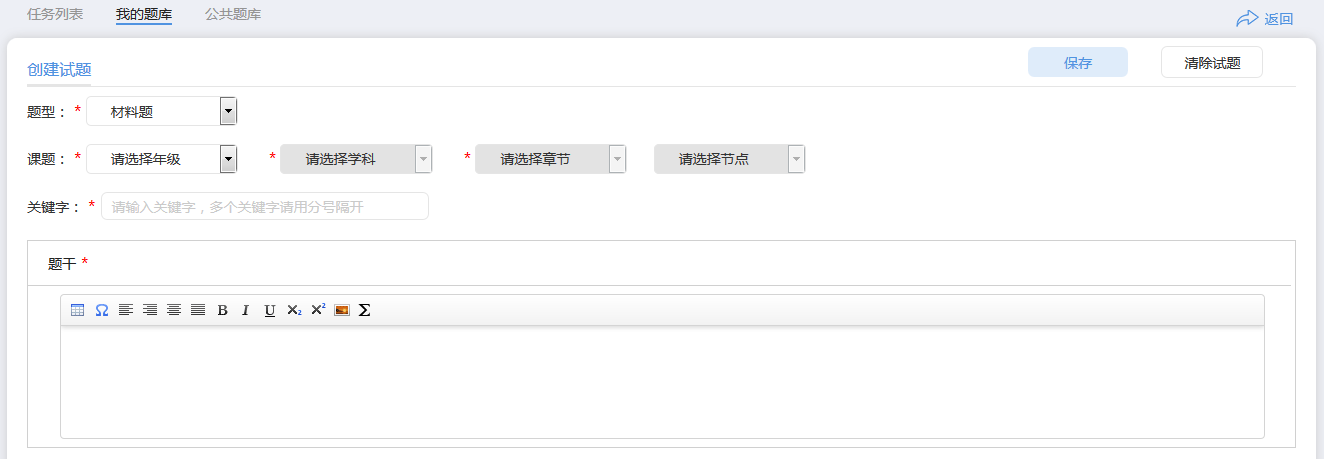 任务列表 我的题库 公共题库 返回
创建试题 保存 清除试题
题型： * 材料题
课题： * 请选择年级 * 请选择学科 * 请选择章节 请选择节点
关键字： * 请输入关键字，多个关键字请用分号隔开
题干 *
Ω B I U X₂ X² Σ